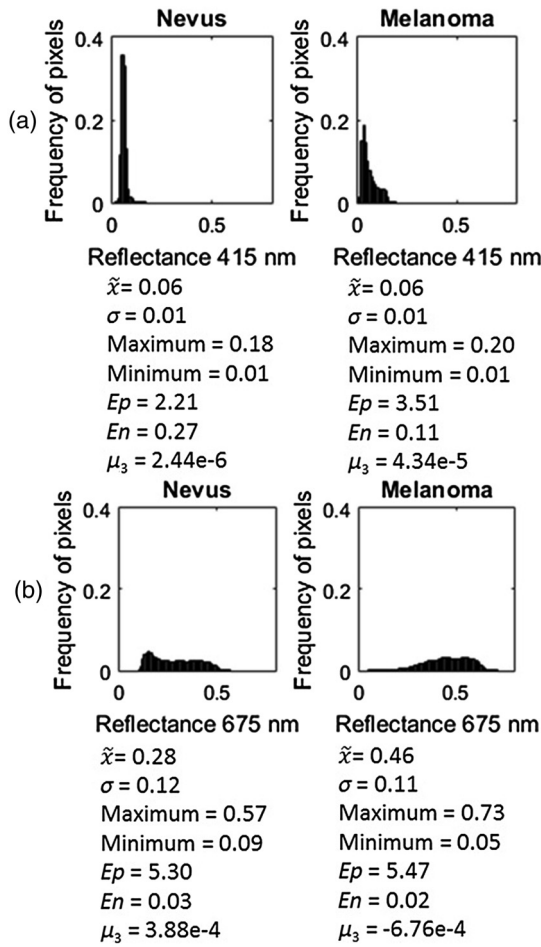 Nevus Melanoma
(a)
Frequency of pixels
0.4
0.2
0
0 0.5
Frequency of pixels
0.4
0.2
0
0 0.5
Reflectance 415 nm Reflectance 415 nm
x̃= 0.06
σ = 0.01
Maximum = 0.18
Minimum = 0.01
Ep = 2.21
En = 0.27
μ₃ = 2.44e-6
x̃= 0.06
σ = 0.01
Maximum = 0.20
Minimum = 0.01
Ep = 3.51
En = 0.11
μ₃ = 4.34e-5
Nevus Melanoma
(b)
Frequency of pixels
0.4
0.2
0
0 0.5
Frequency of pixels
0.4
0.2
0
0 0.5
Reflectance 675 nm Reflectance 675 nm
x̃= 0.28
σ = 0.12
Maximum = 0.57
Minimum = 0.09
Ep = 5.30
En = 0.03
μ₃ = 3.88e-4
x̃= 0.46
σ = 0.11
Maximum = 0.73
Minimum = 0.05
Ep = 5.47
En = 0.02
μ₃ = -6.76e-4